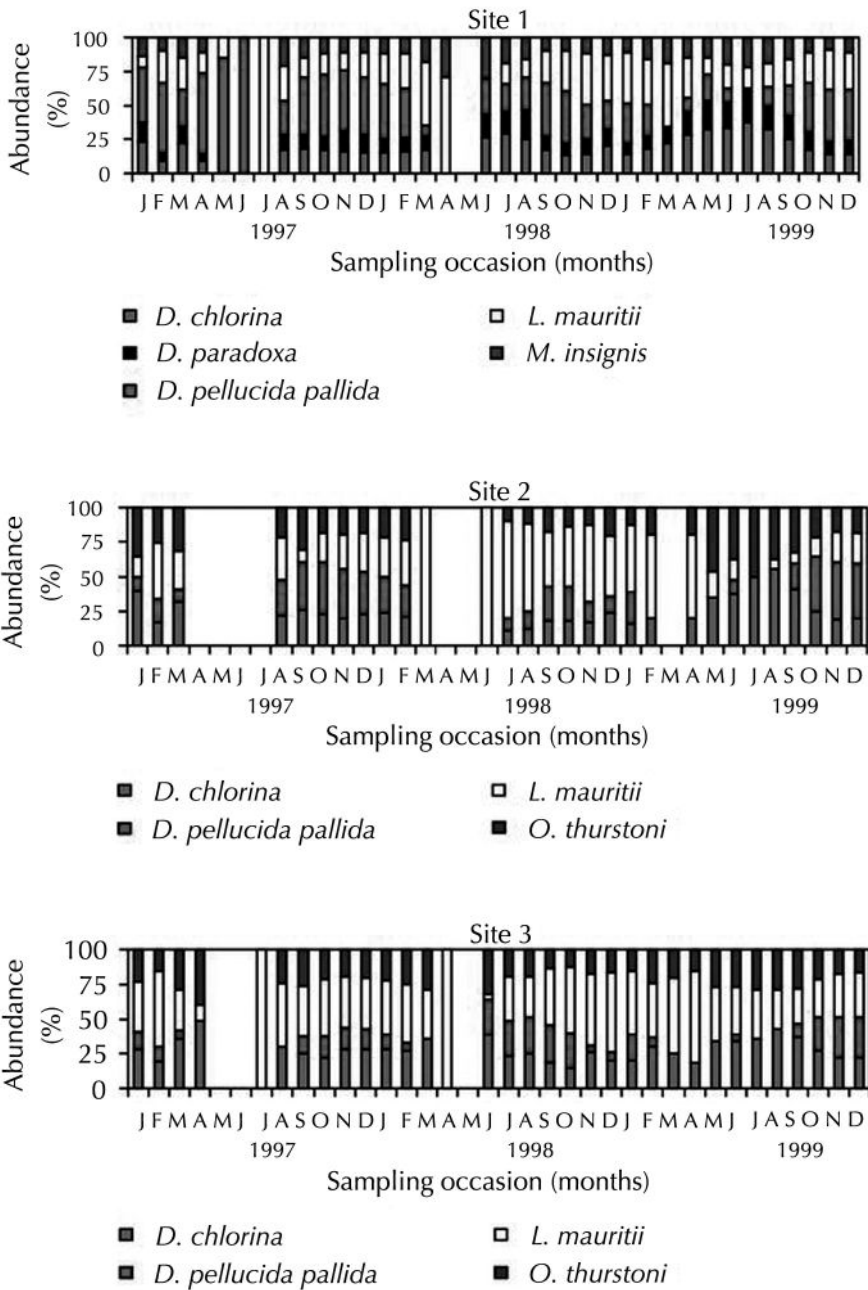 Site 1
Abundance (%)
100
75
50
25
0
J F M A M J J A S O N D J F M A M J J A S O N D J F M A M J J A S O N D
1997 1998 1999
Sampling occasion (months)
D. chlorina L. mauritii
D. paradoxa M. insignis
D. pellucida pallida
Site 2
Abundance (%)
100
75
50
25
0
J F M A M J J A S O N D J F M A M J J A S O N D J F M A M J J A S O N D
1997 1998 1999
Sampling occasion (months)
D. chlorina L. mauritii
D. pellucida pallida O. thurstoni
Site 3
Abundance (%)
100
75
50
25
0
J F M A M J J A S O N D J F M A M J J A S O N D J F M A M J J A S O N D
1997 1998 1999
Sampling occasion (months)
D. chlorina L. mauritii
D. pellucida pallida O. thurstoni